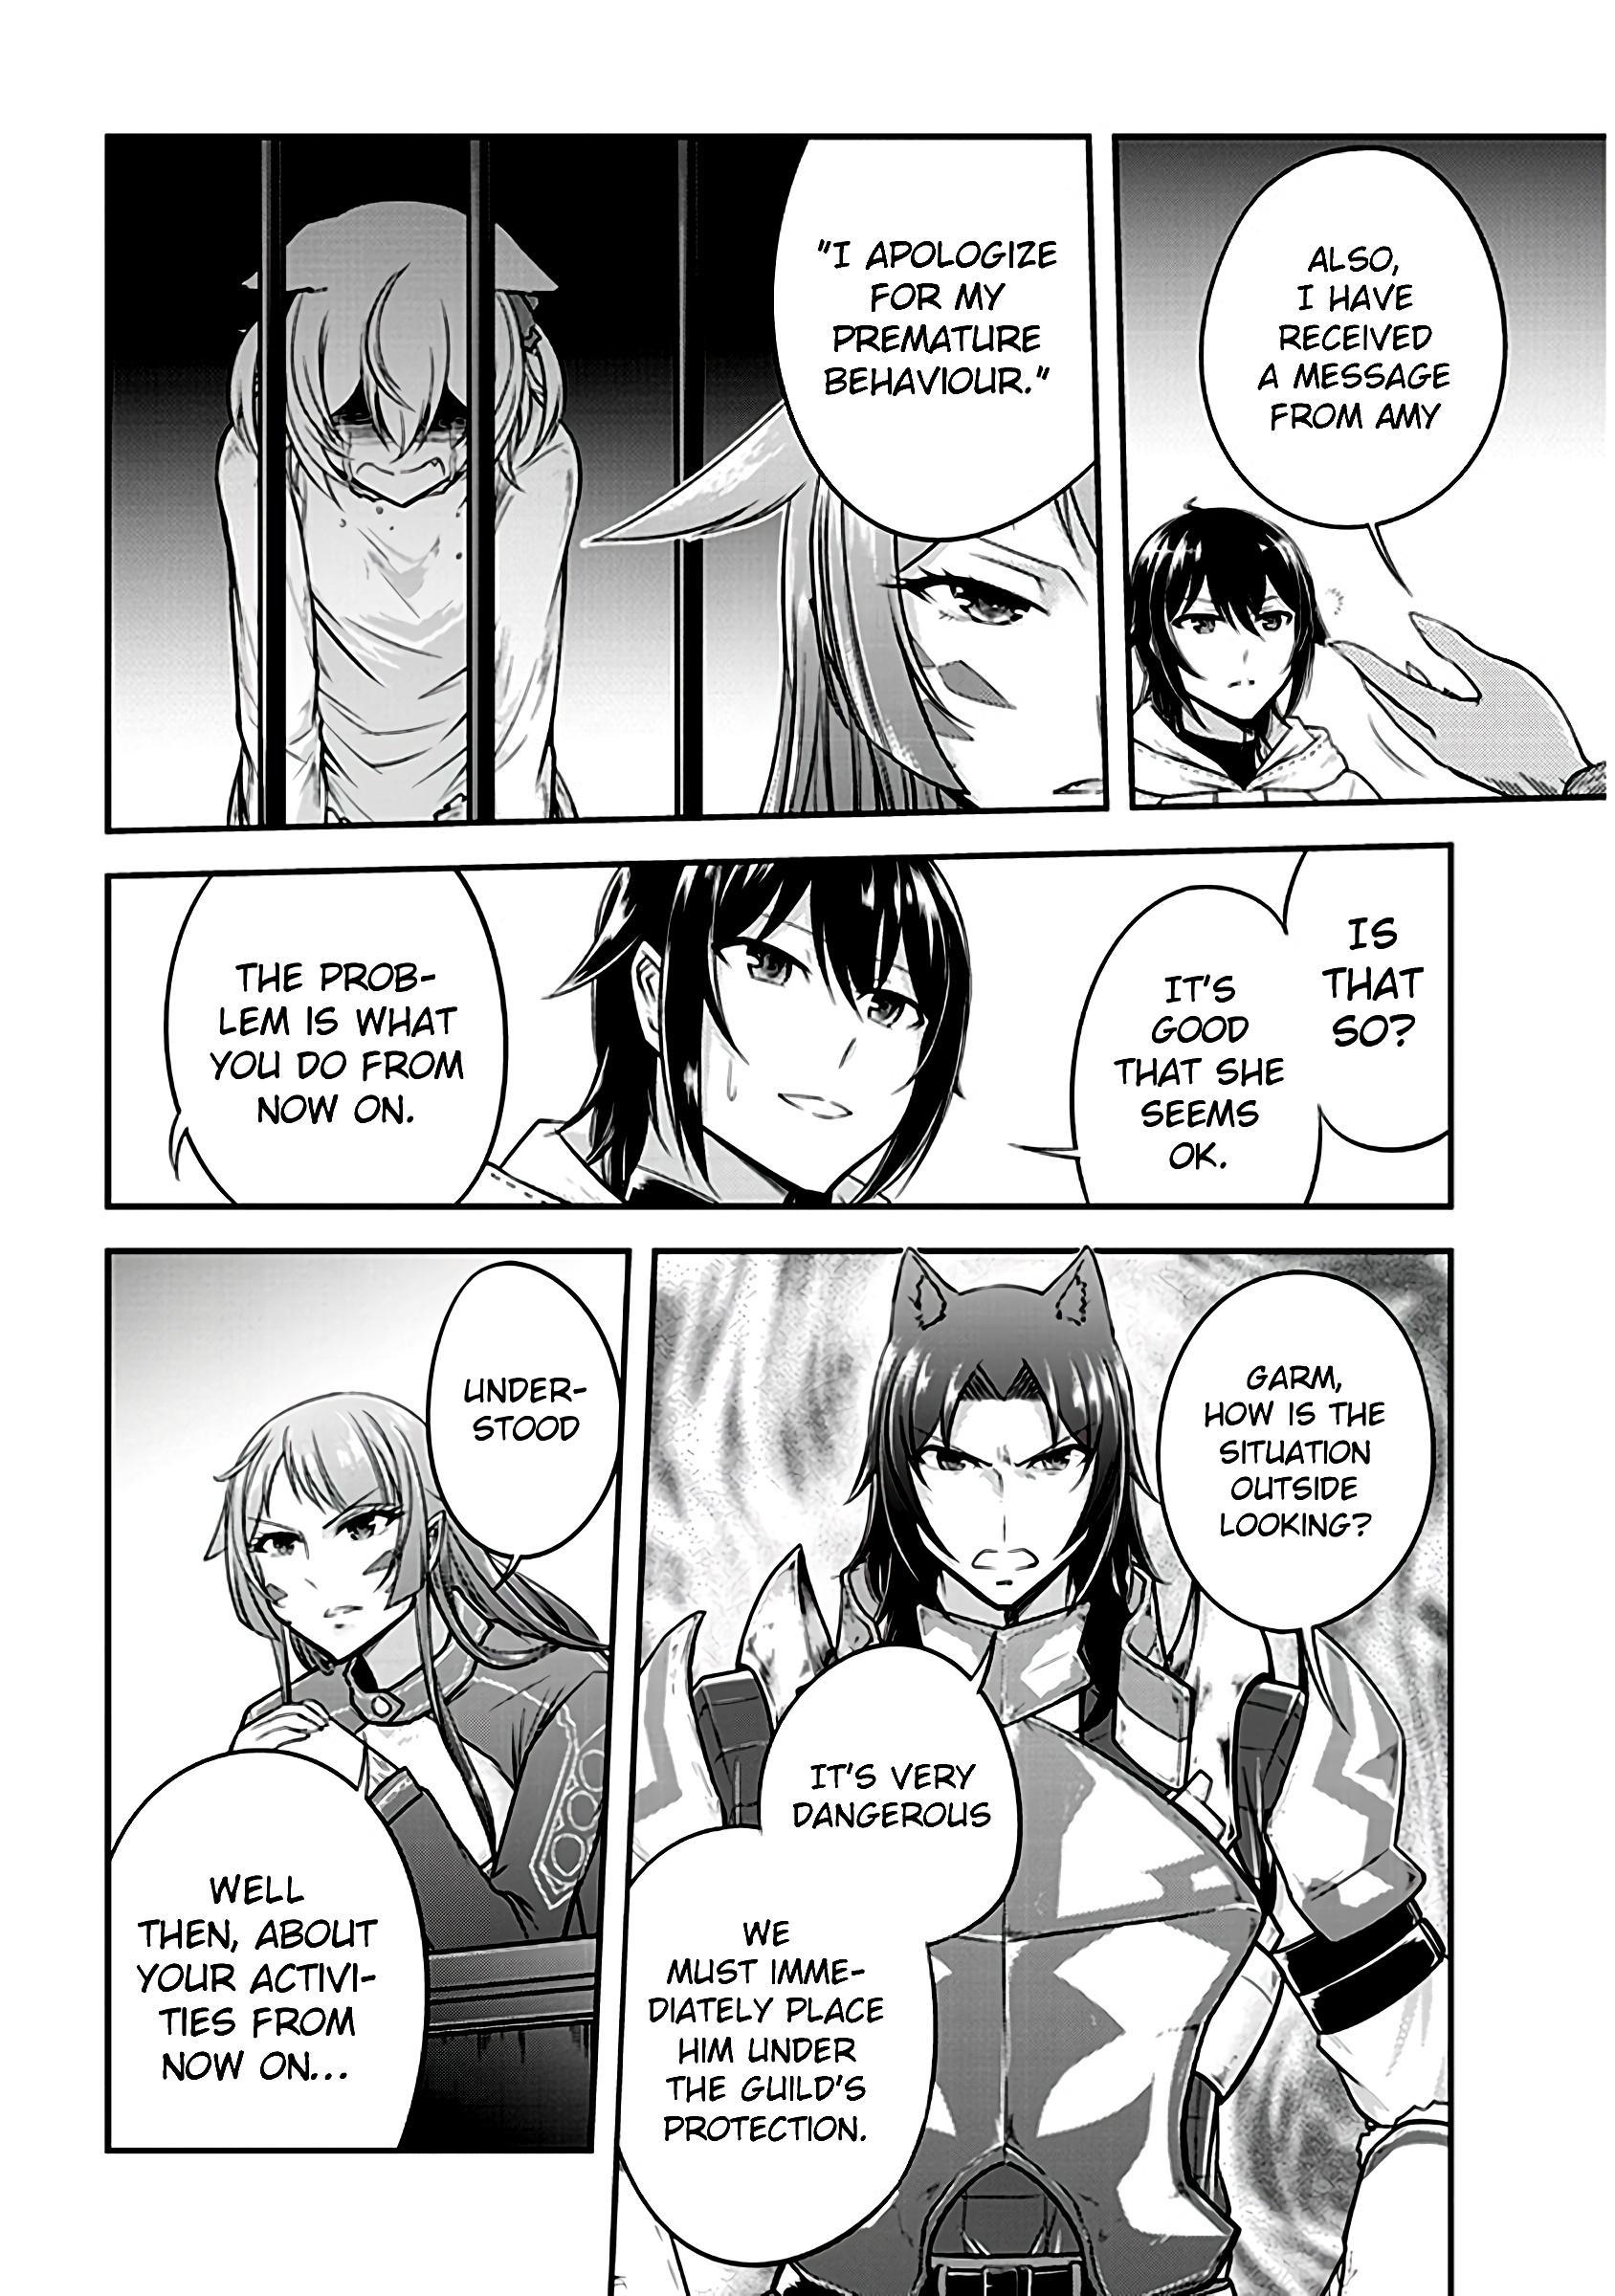 ALSO,
I HAVE
RECEIVED
A MESSAGE
FROM AMY
"I APOLOGIZE
FOR MY
PREMATURE
BEHAVIOUR."
IS
THAT
SO?
IT'S
GOOD
THAT SHE
SEEMS
OK.
THE PROB-
LEM IS WHAT
YOU DO FROM
NOW ON.
GARM,
HOW IS THE
SITUATION
OUTSIDE
LOOKING?
IT'S VERY
DANGEROUS
WE
MUST IMME-
DIATELY PLACE
HIM UNDER
THE GUILD'S
PROTECTION.
UNDER-
STOOD
WELL
THEN, ABOUT
YOUR ACTIVI-
TIES FROM
NOW ON...